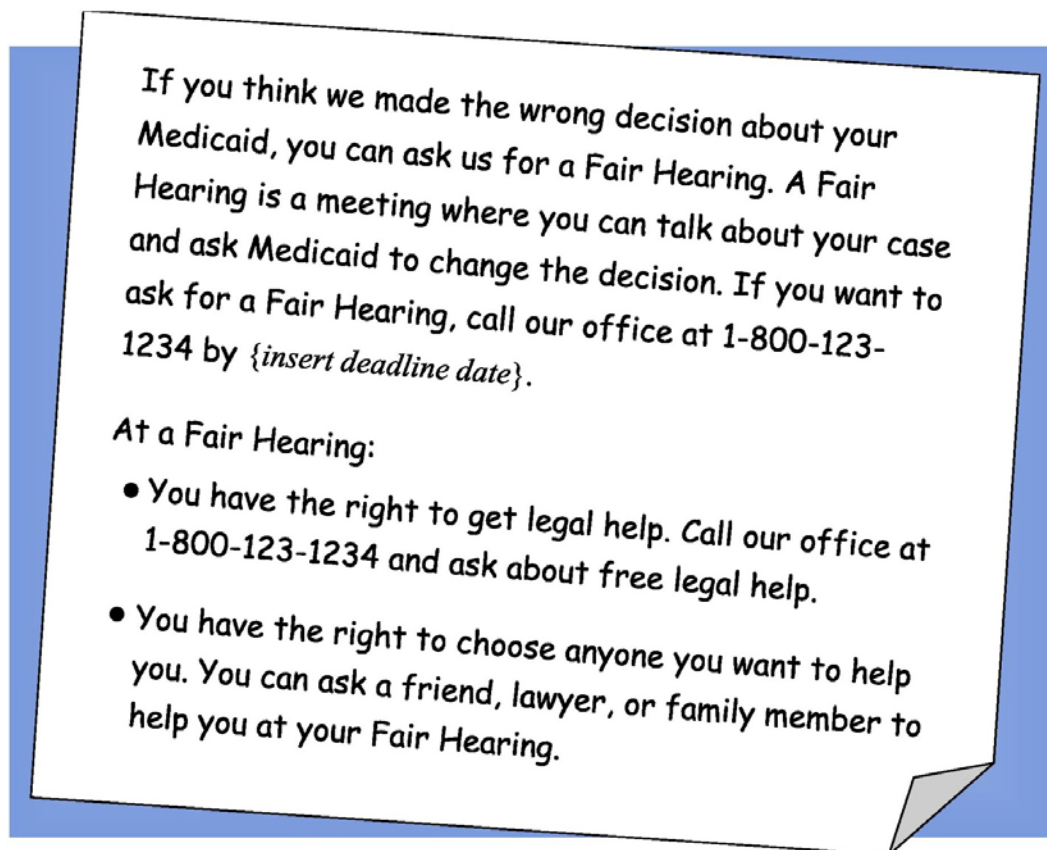 If you think we made the wrong decision about your
Medicaid, you can ask us for a Fair Hearing. A Fair
Hearing is a meeting where you can talk about your case
and ask Medicaid to change the decision. If you want to
ask for a Fair Hearing, call our office at 1-800-123-
1234 by {insert deadline date}.
At a Fair Hearing:
• You have the right to get legal help. Call our office at
1-800-123-1234 and ask about free legal help.
• You have the right to choose anyone you want to help
you. You can ask a friend, lawyer, or family member to
help you at your Fair Hearing.